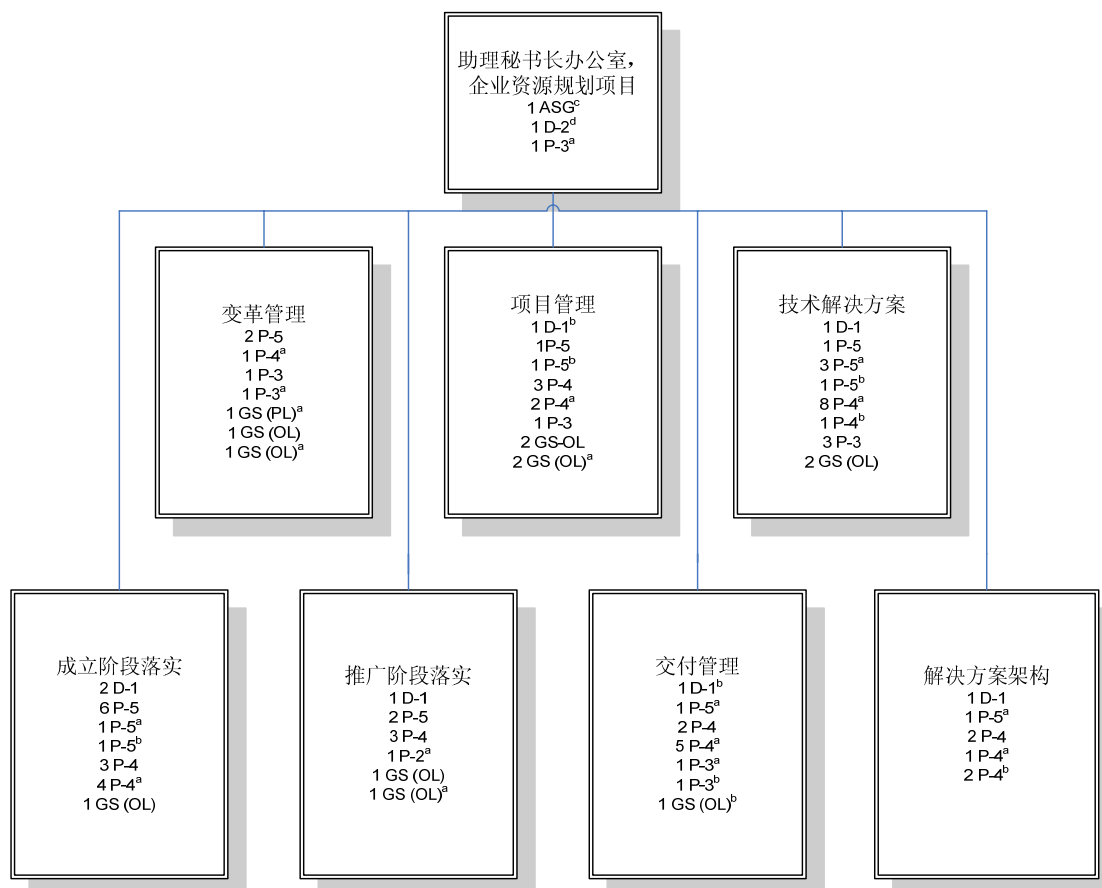 助理秘书长办公室，
企业资源规划项目
1 ASGᶜ
1 D-2ᵈ
1 P-3ᵃ
变革管理
2 P-5
1 P-4ᵃ
1 P-3
1 P-3ᵃ
1 GS (PL)ᵃ
1 GS (OL)
1 GS (OL)ᵃ
项目管理
1 D-1ᵇ
1P-5
1 P-5ᵇ
3 P-4
2 P-4ᵃ
1 P-3
2 GS-OL
2 GS (OL)ᵃ
技术解决方案
1 D-1
1 P-5
3 P-5ᵃ
1 P-5ᵇ
8 P-4ᵃ
1 P-4ᵇ
3 P-3
2 GS (OL)
成立阶段落实
2 D-1
6 P-5
1 P-5ᵃ
1 P-5ᵇ
3 P-4
4 P-4ᵃ
1 GS (OL)
推广阶段落实
1 D-1
2 P-5
3 P-4
1 P-2ᵃ
1 GS (OL)
1 GS (OL)ᵃ
交付管理
1 D-1ᵇ
1 P-5ᵃ
2 P-4
5 P-4ᵃ
1 P-3ᵃ
1 P-3ᵇ
1 GS (OL)ᵇ
解决方案架构
1 D-1
1 P-5ᵃ
2 P-4
1 P-4ᵃ
2 P-4ᵇ